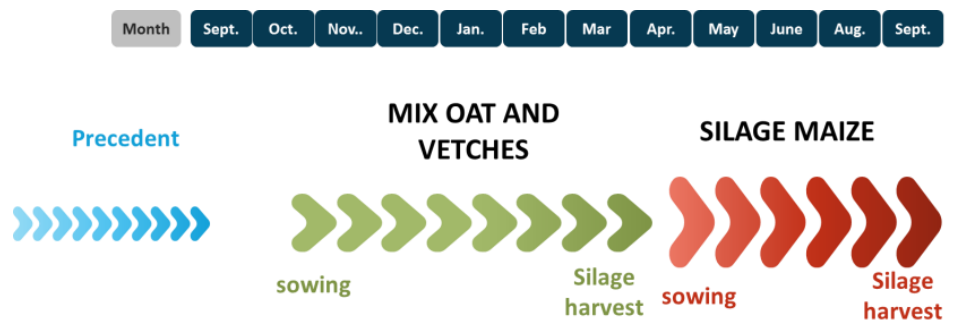 Month Sept. Oct. Nov.. Dec. Jan. Feb Mar Apr. May June Aug. Sept.
Precedent
MIX OAT AND
VETCHES
SILAGE MAIZE
sowing
Silage
harvest
sowing
Silage
harvest